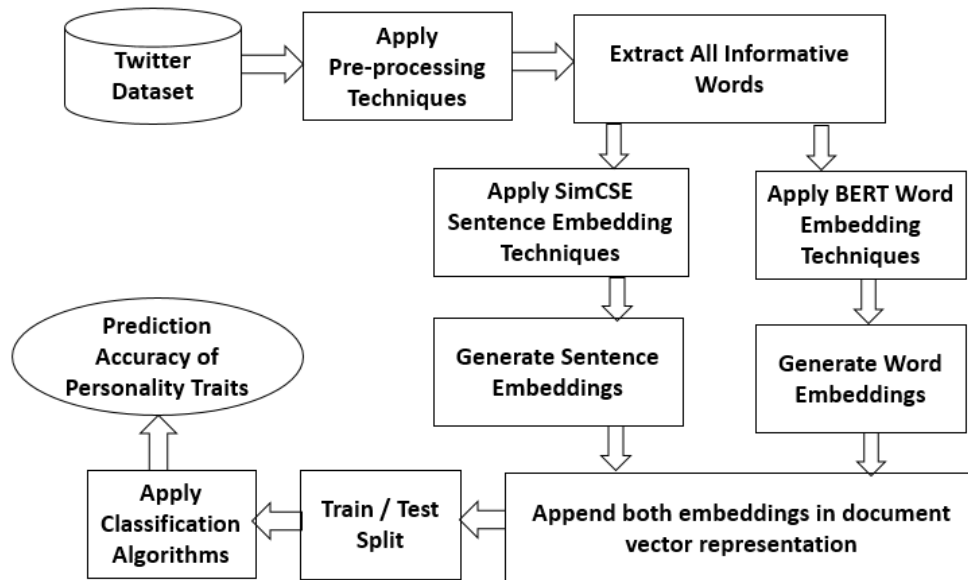 Twitter
Dataset
Apply
Pre-processing
Techniques
Extract All Informative
Words
Apply SimCSE
Sentence Embedding
Techniques
Apply BERT Word
Embedding
Techniques
Generate Sentence
Embeddings
Generate Word
Embeddings
Append both embeddings in document
vector representation
Train / Test
Split
Apply
Classification
Algorithms
Prediction
Accuracy of
Personality Traits